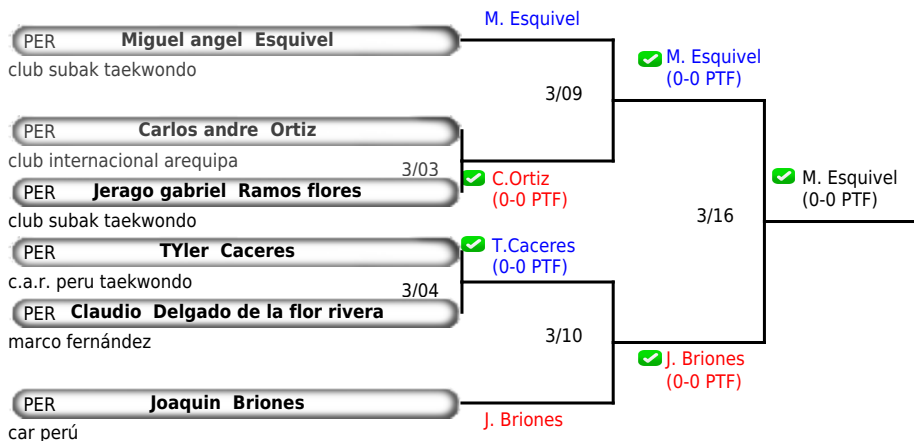 M. Esquivel
PER Miguel angel Esquivel
club subak taekwondo
M. Esquivel
(0-0 PTF)
3/09
PER Carlos andre Ortiz
club internacional arequipa
3/03
C.Ortiz
(0-0 PTF)
PER Jerago gabriel Ramos flores
club subak taekwondo
M. Esquivel
(0-0 PTF)
3/16
PER TYler Caceres
c.a.r. peru taekwondo
T.Caceres
(0-0 PTF)
3/04
PER Claudio Delgado de la flor rivera
marco fernández
3/10
J. Briones
(0-0 PTF)
PER Joaquin Briones
car perú
J. Briones